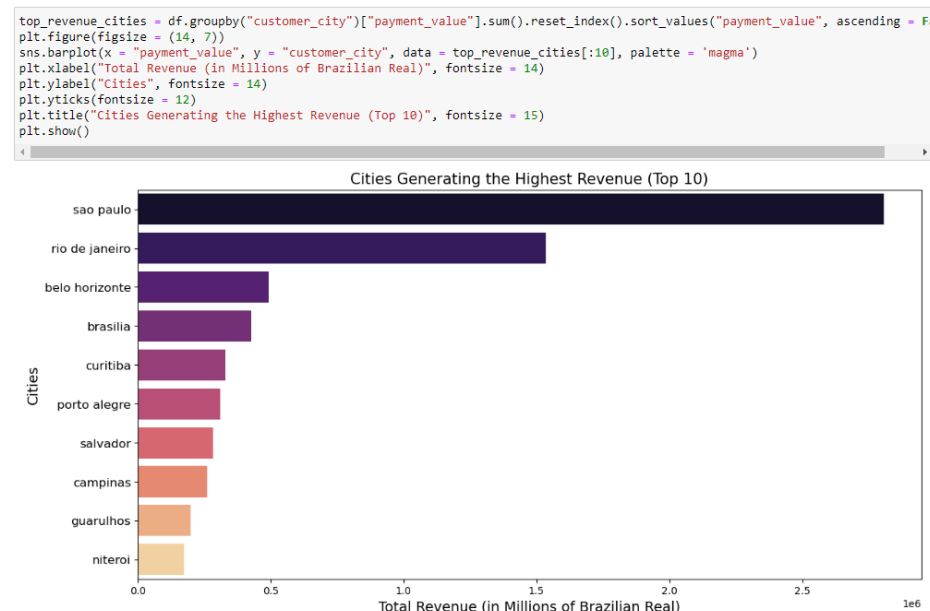 top_revenue_cities = df.groupby("customer_city")["payment_value"].sum().reset_index().sort_values("payment_value", ascending =
plt.figure(figsize = (14, 7))
sns.barplot(x = "payment_value", y = "customer_city", data = top_revenue_cities[:10], palette = 'magma')
plt.xlabel("Total Revenue (in Millions of Brazilian Real)", fontsize = 14)
plt.ylabel("Cities", fontsize = 14)
plt.yticks(fontsize = 12)
plt.title("Cities Generating the Highest Revenue (Top 10)", fontsize = 15)
plt.show()
Cities Generating the Highest Revenue (Top 10)
sao paulo
rio de janeiro
belo horizonte
brasilia
curitiba
Cities
porto alegre
salvador
campinas
guarulhos
niteroi
0.0 0.5 1.0 1.5 2.0 2.5
1e6
Total Revenue (in Millions of Brazilian Real)